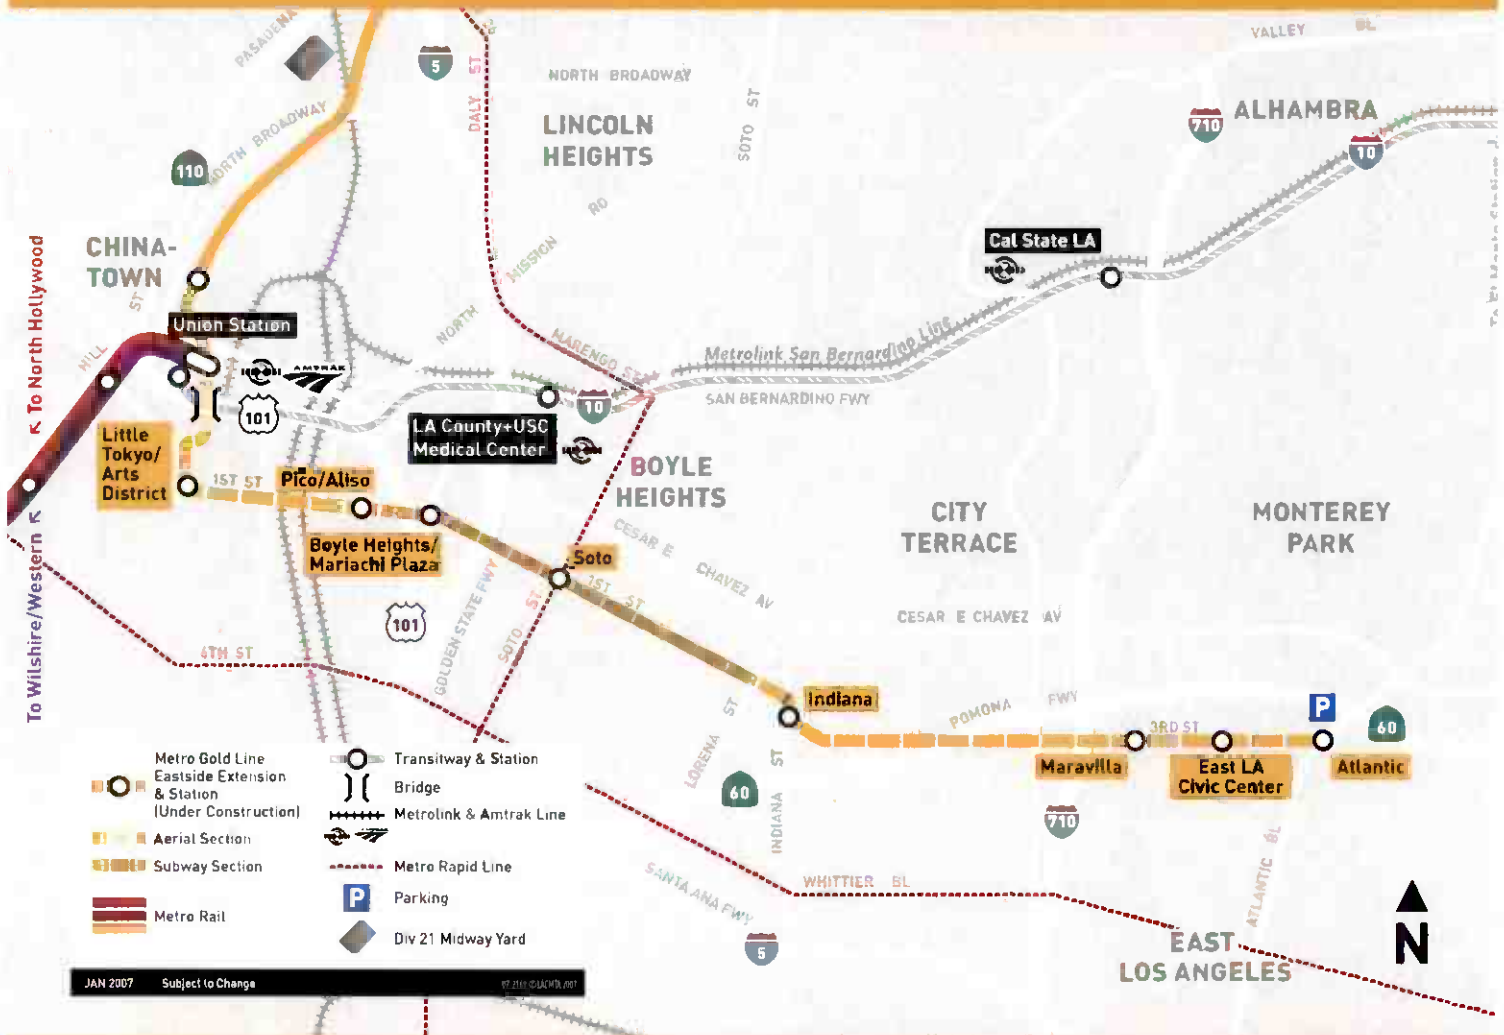 PASADENA
5
DALY ST
NORTH BROADWAY
LINCOLN
HEIGHTS
SOTO ST
VALLEY BL
710
ALHAMBRA
10
NORTH BROADWAY
110
RD
MISSION
NORTH
CHINA-
TOWN
HILL ST
Union Station
AMTRAK
101
↖ To North Hollywood
To Wilshire/Western ↖
Cal State LA
MARENGO ST
Metrolink San Bernardino Line
SAN BERNARDINO FWY
10
LA County+USC
Medical Center
BOYLE
HEIGHTS
Little
Tokyo/
Arts
District
1ST ST
Pico/Aliso
Boyle Heights/
Mariachi Plaza
CESAR E CHAVEZ AV
Soto
1ST ST
CITY
TERRACE
MONTEREY
PARK
CESAR E CHAVEZ AV
101
GOLDEN STATE FWY
SOTO ST
4TH ST
LORENA ST
INDIANA ST
Indiana
POMONA FWY
3RD ST
P
60
Maravilla
East LA
Civic Center
Atlantic
60
710
ATLANTIC BL
SANTA ANA FWY
WHITTIER BL
5
EAST
LOS ANGELES
N
Metro Gold Line
Eastside Extension
& Station
(Under Construction)
Aerial Section
Subway Section
Metro Rail
Transitway & Station
Bridge
Metrolink & Amtrak Line
Metro Rapid Line
P Parking
Div 21 Midway Yard
JAN 2007 Subject to Change